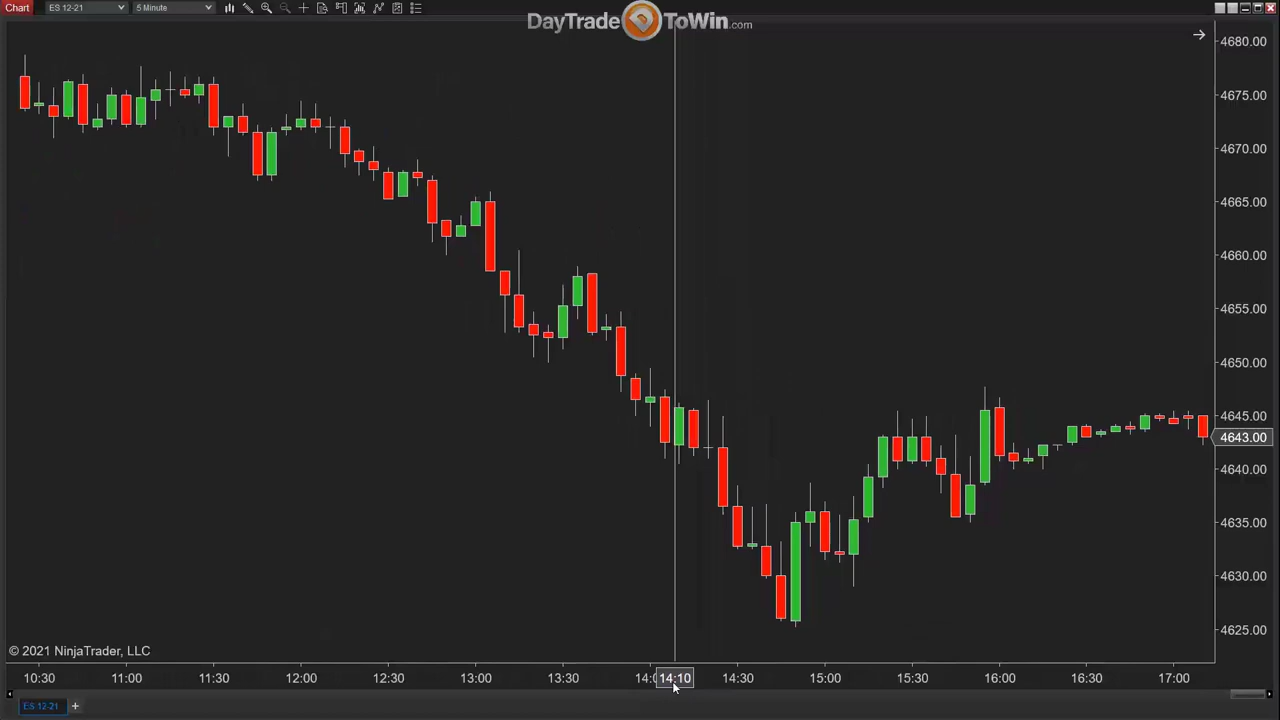 Chart ES 12-21 5 Minute
DayTradeToWin.com
4680.00
4675.00
4670.00
4665.00
4660.00
4655.00
4650.00
4645.00
4643.00
4640.00
4635.00
4630.00
4625.00
© 2021 NinjaTrader, LLC
10:30 11:00 11:30 12:00 12:30 13:00 13:30 14:0 14:10 14:30 15:00 15:30 16:00 16:30 17:00
ES 12-21 +